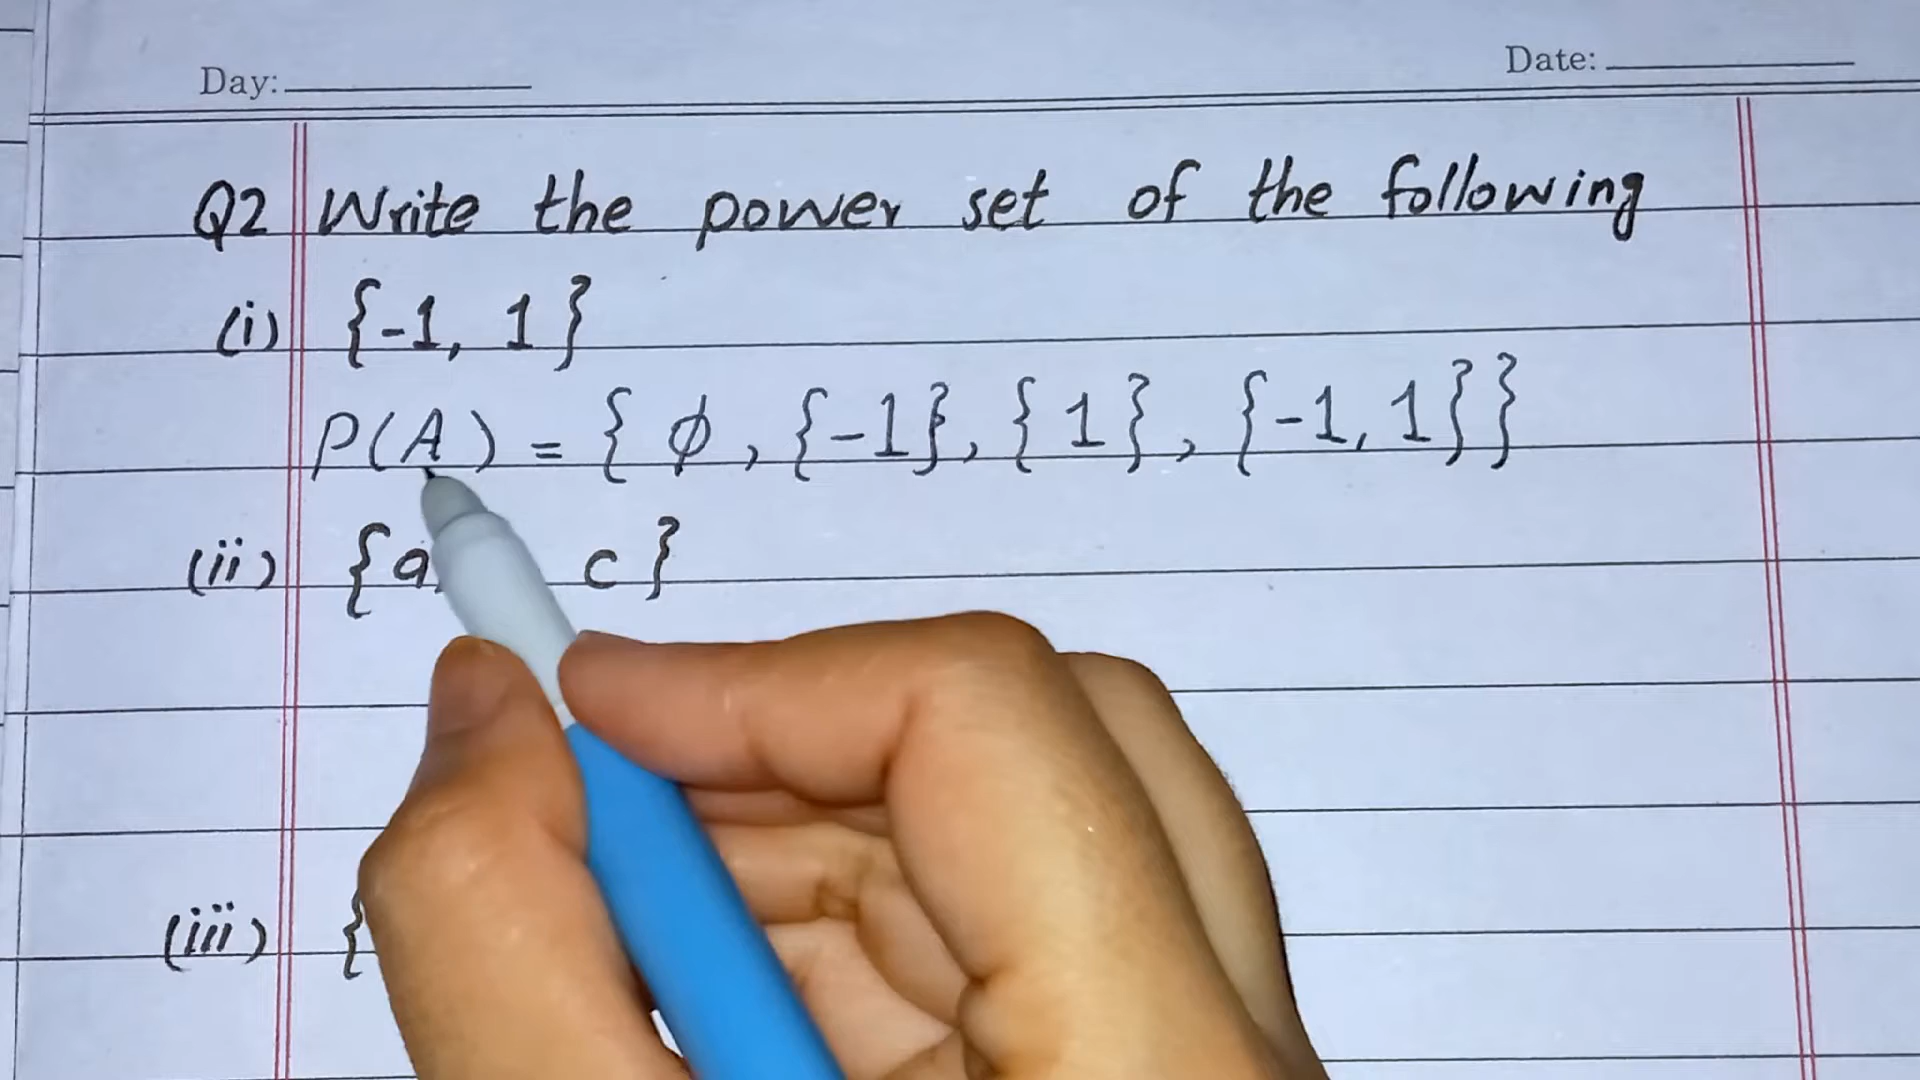 Day: Date:
Q2 Write the power set of the following
(i) {-1, 1}
P(A) = { ϕ, {-1}, {1}, {-1, 1}}
(ii) {a, c}
(iii) {